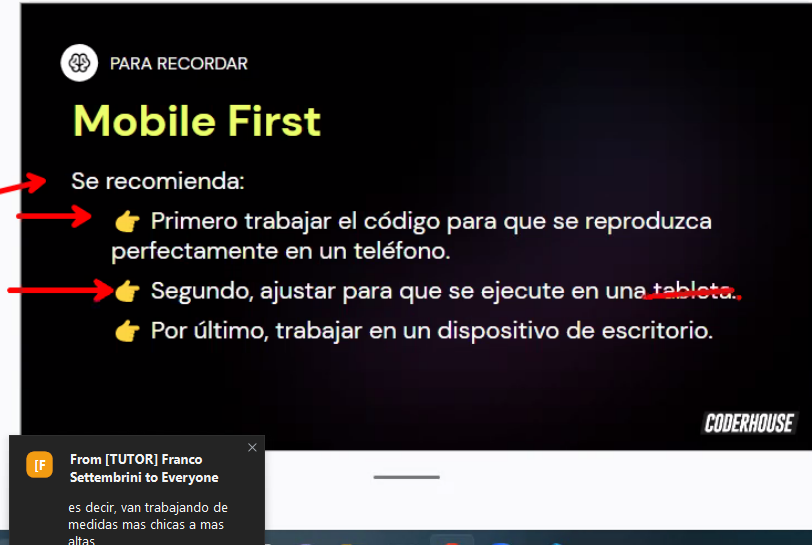 PARA RECORDAR
Mobile First
Se recomienda:
👉 Primero trabajar el código para que se reproduzca
perfectamente en un teléfono.
👉 Segundo, ajustar para que se ejecute en una tableta.
👉 Por último, trabajar en un dispositivo de escritorio.
CODERHOUSE
[F
From [TUTOR] Franco
Settembrini to Everyone
es decir, van trabajando de
medidas mas chicas a mas
altas